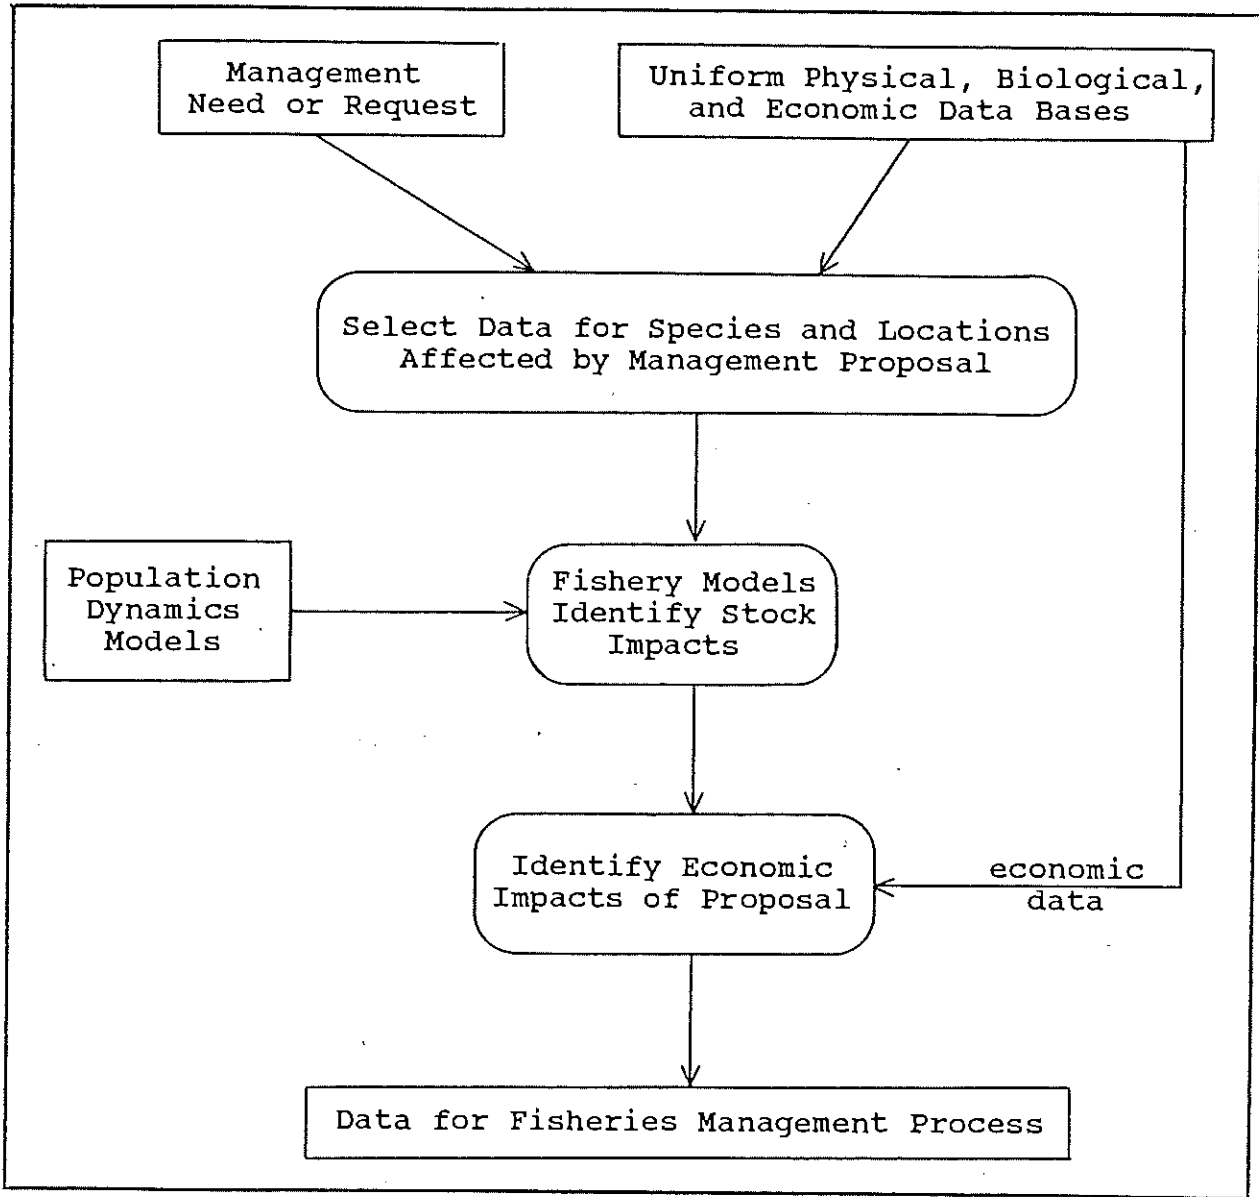 Management
Need or Request
Uniform Physical, Biological,
and Economic Data Bases
Select Data for Species and Locations
Affected by Management Proposal
Population
Dynamics
Models
Fishery Models
Identify Stock
Impacts
Identify Economic
Impacts of Proposal
economic
data
Data for Fisheries Management Process